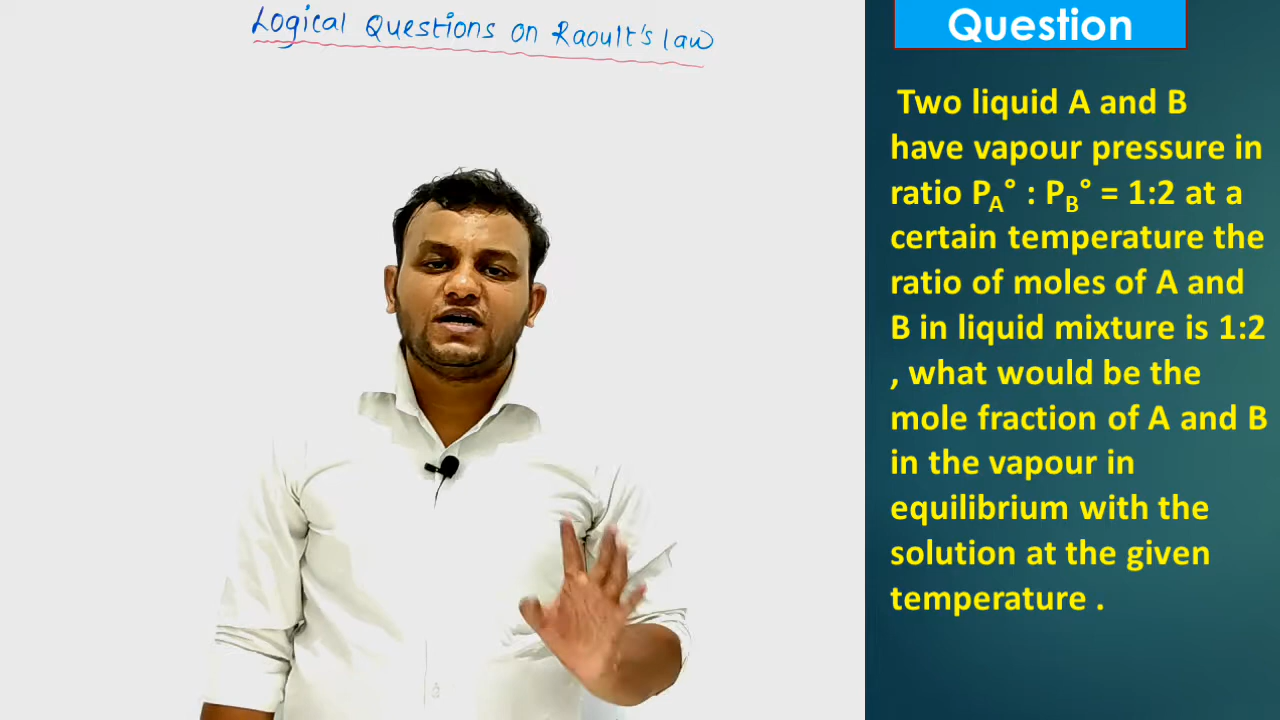 Logical Questions on Raoult's law
Question
Two liquid A and B
have vapour pressure in
ratio P_A° : P_B° = 1:2 at a
certain temperature the
ratio of moles of A and
B in liquid mixture is 1:2
, what would be the
mole fraction of A and B
in the vapour in
equilibrium with the
solution at the given
temperature .